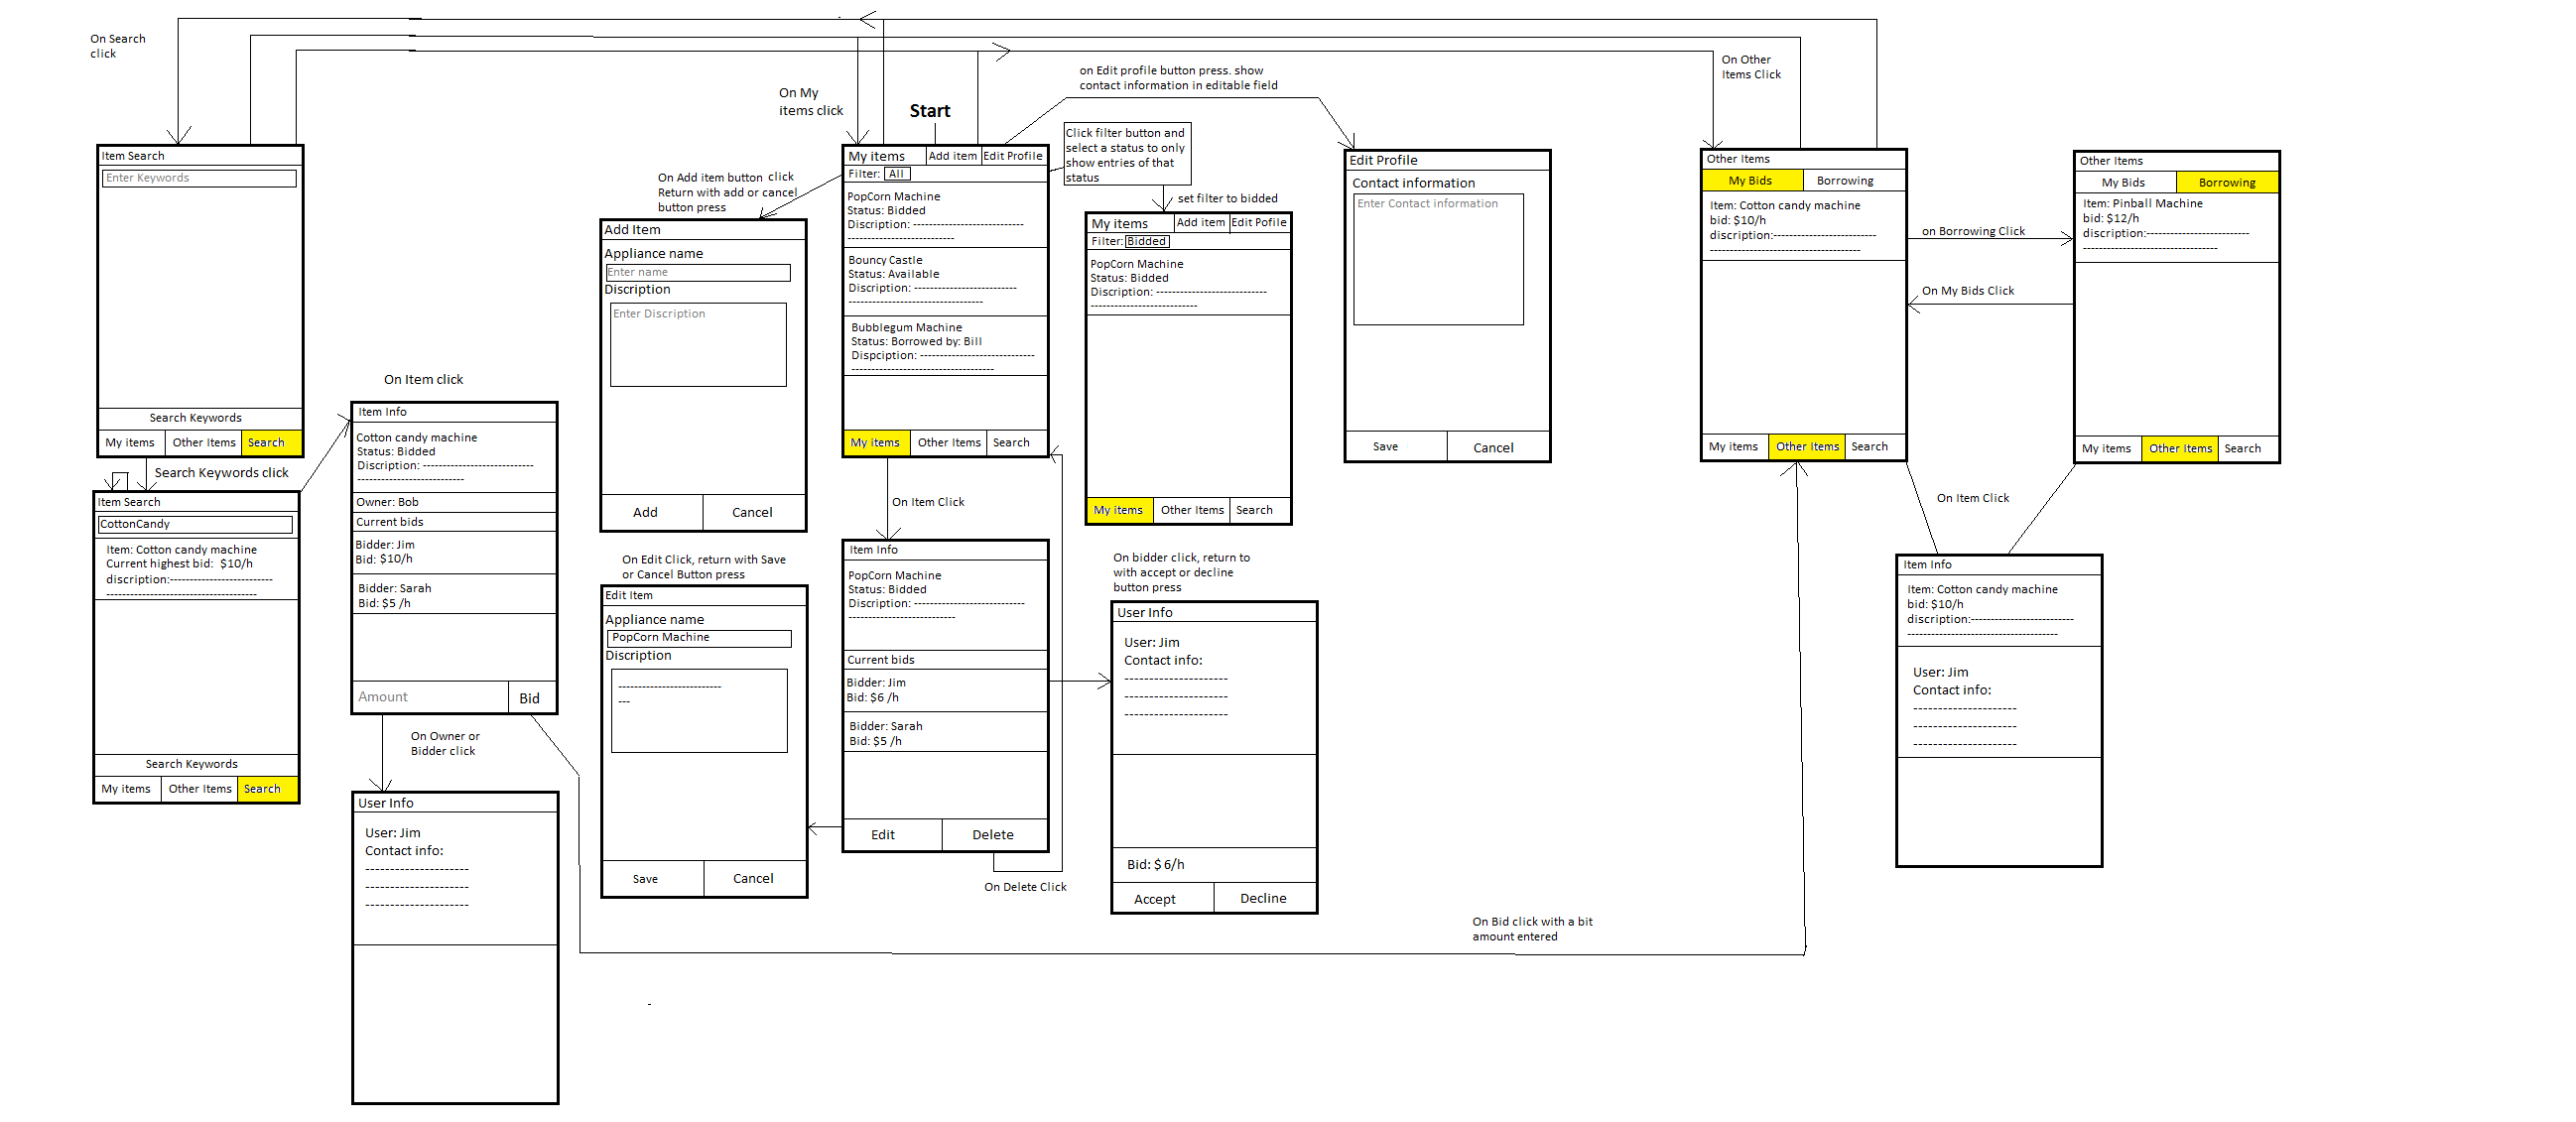 On Search
click
Item Search
Enter Keywords
Search Keywords
My items Other Items Search
Search Keywords click
Item Search
CottonCandy
Item: Cotton candy machine
Current highest bid: $10/h
discription:--------------------------
--------------------------------------
Search Keywords
My items Other Items Search
On Item click
Item Info
Cotton candy machine
Status: Bidded
Discription: ----------------------------
---------------------------
Owner: Bob
Current bids
Bidder: Jim
Bid: $10/h
Bidder: Sarah
Bid: $5 /h
Amount Bid
On Owner or
Bidder click
User Info
User: Jim
Contact info:
---------------------
---------------------
---------------------
On Add item button click
Return with add or cancel
button press
Add Item
Appliance name
Enter name
Discription
Enter Discription
Add Cancel
On Edit Click, return with Save
or Cancel Button press
Edit Item
Appliance name
PopCorn Machine
Discription
--------------------------
---
Save Cancel
On My
items click
Start
My items Add item Edit Profile
Filter: All
PopCorn Machine
Status: Bidded
Discription: ----------------------------
---------------------------
Bouncy Castle
Status: Available
Discription: --------------------------
----------------------------------
Bubblegum Machine
Status: Borrowed by: Bill
Dispciption: -----------------------------
------------------------------------
My items Other Items Search
On Item Click
Item Info
PopCorn Machine
Status: Bidded
Discription: ----------------------------
---------------------------
Current bids
Bidder: Jim
Bid: $6 /h
Bidder: Sarah
Bid: $5 /h
Edit Delete
On Delete Click
on Edit profile button press. show
contact information in editable field
Click filter button and
select a status to only
show entries of that
status
set filter to bidded
My items Add item Edit Pofile
Filter: Bidded
PopCorn Machine
Status: Bidded
Discription: ----------------------------
---------------------------
My items Other Items Search
On bidder click, return to
with accept or decline
button press
User Info
User: Jim
Contact info:
---------------------
---------------------
---------------------
Bid: $ 6/h
Accept Decline
Edit Profile
Contact information
Enter Contact information
Save Cancel
On Bid click with a bit
amount entered
On Other
Items Click
Other Items
My Bids Borrowing
Item: Cotton candy machine
bid: $10/h
discription:--------------------------
--------------------------------------
My items Other Items Search
on Borrowing Click
On My Bids Click
Other Items
My Bids Borrowing
Item: Pinball Machine
bid: $12/h
discription:--------------------------
----------------------------------
My items Other Items Search
On Item Click
Item Info
Item: Cotton candy machine
bid: $10/h
discription:--------------------------
--------------------------------------
User: Jim
Contact info:
---------------------
---------------------
---------------------